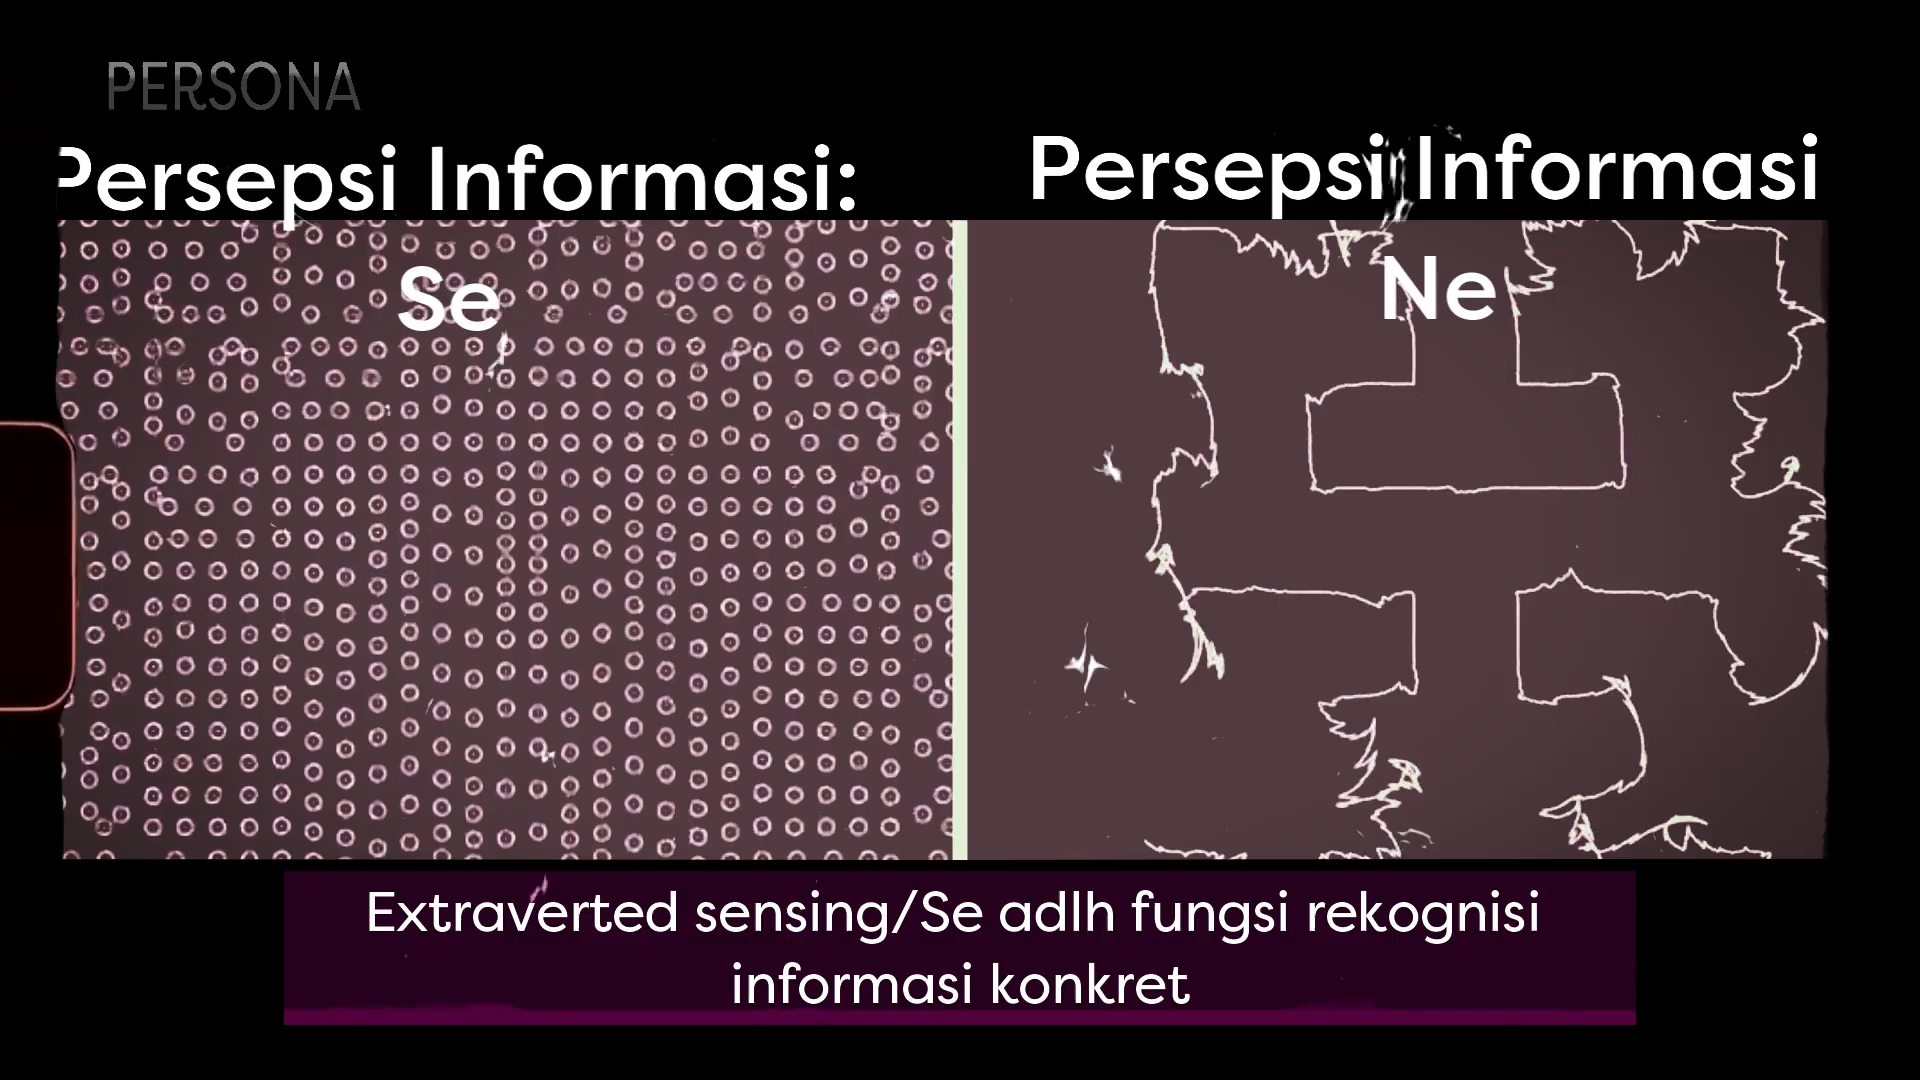 PERSONA
Persepsi Informasi:
Se
Persepsi Informasi
Ne
Extraverted sensing/Se adlh fungsi rekognisi
informasi konkret